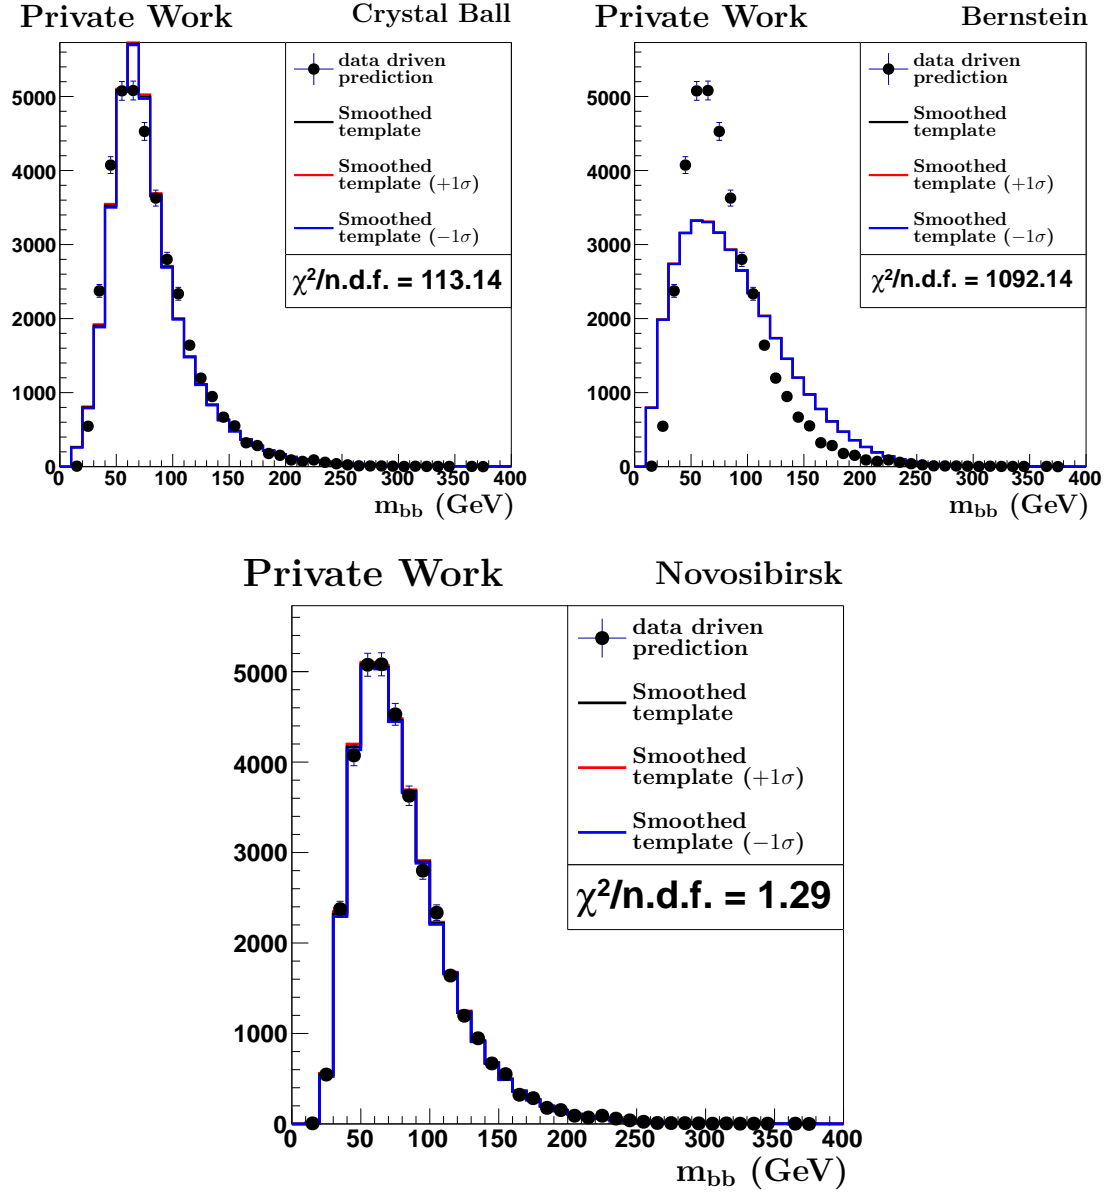 Private Work
Crystal Ball
data driven
prediction
Smoothed
template
Smoothed
template (+1σ)
Smoothed
template (−1σ)
χ²/n.d.f. = 113.14
5000
4000
3000
2000
1000
0
0 50 100 150 200 250 300 350 400
m_bb (GeV)
Private Work
Bernstein
data driven
prediction
Smoothed
template
Smoothed
template (+1σ)
Smoothed
template (−1σ)
χ²/n.d.f. = 1092.14
5000
4000
3000
2000
1000
0
0 50 100 150 200 250 300 350 400
m_bb (GeV)
Private Work
Novosibirsk
data driven
prediction
Smoothed
template
Smoothed
template (+1σ)
Smoothed
template (−1σ)
χ²/n.d.f. = 1.29
5000
4000
3000
2000
1000
0
0 50 100 150 200 250 300 350 400
m_bb (GeV)